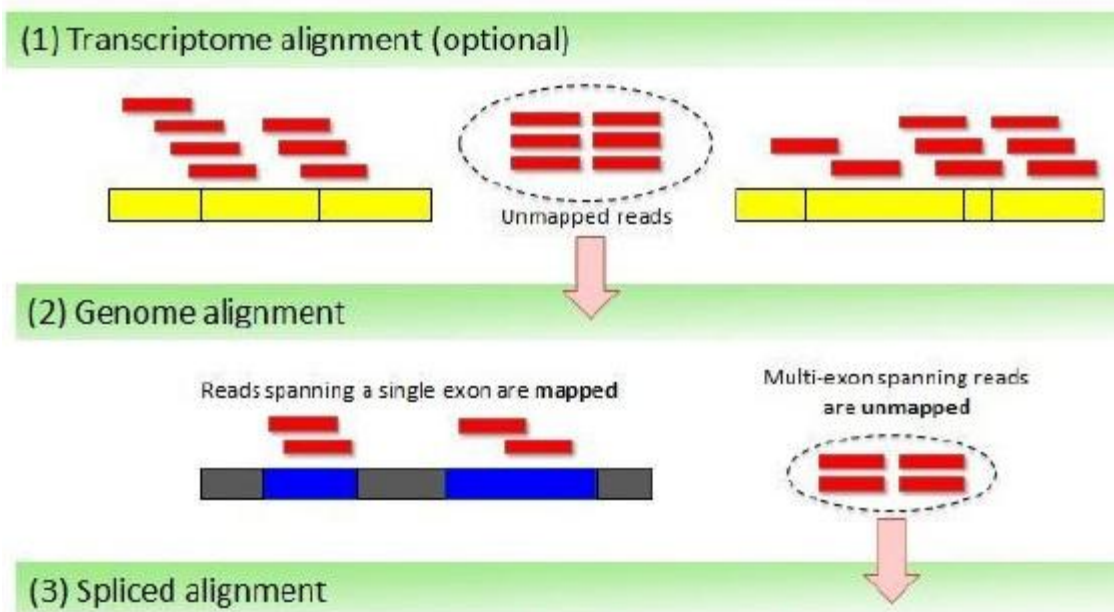 (1) Transcriptome alignment (optional)
Unmapped reads
(2) Genome alignment
Reads spanning a single exon are mapped
Multi-exon spanning reads
are unmapped
(3) Spliced alignment